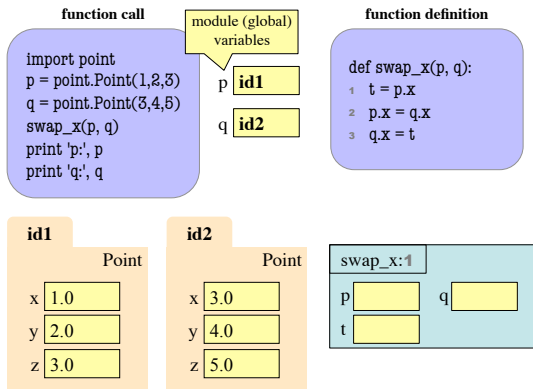 function call
module (global)
variables
function definition
import point
p = point.Point(1,2,3)
q = point.Point(3,4,5)
swap_x(p, q)
print 'p:', p
print 'q:', q
p id1
q id2
def swap_x(p, q):
1 t = p.x
2 p.x = q.x
3 q.x = t
id1
Point
x 1.0
y 2.0
z 3.0
id2
Point
x 3.0
y 4.0
z 5.0
swap_x:1
p q
t